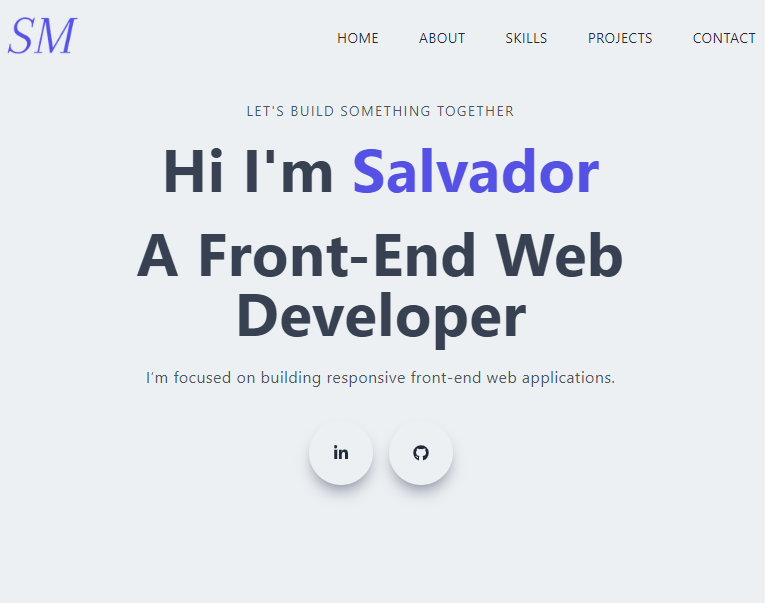 SM
HOME ABOUT SKILLS PROJECTS CONTACT
LET'S BUILD SOMETHING TOGETHER
Hi I'm Salvador
A Front-End Web
Developer
I'm focused on building responsive front-end web applications.
in